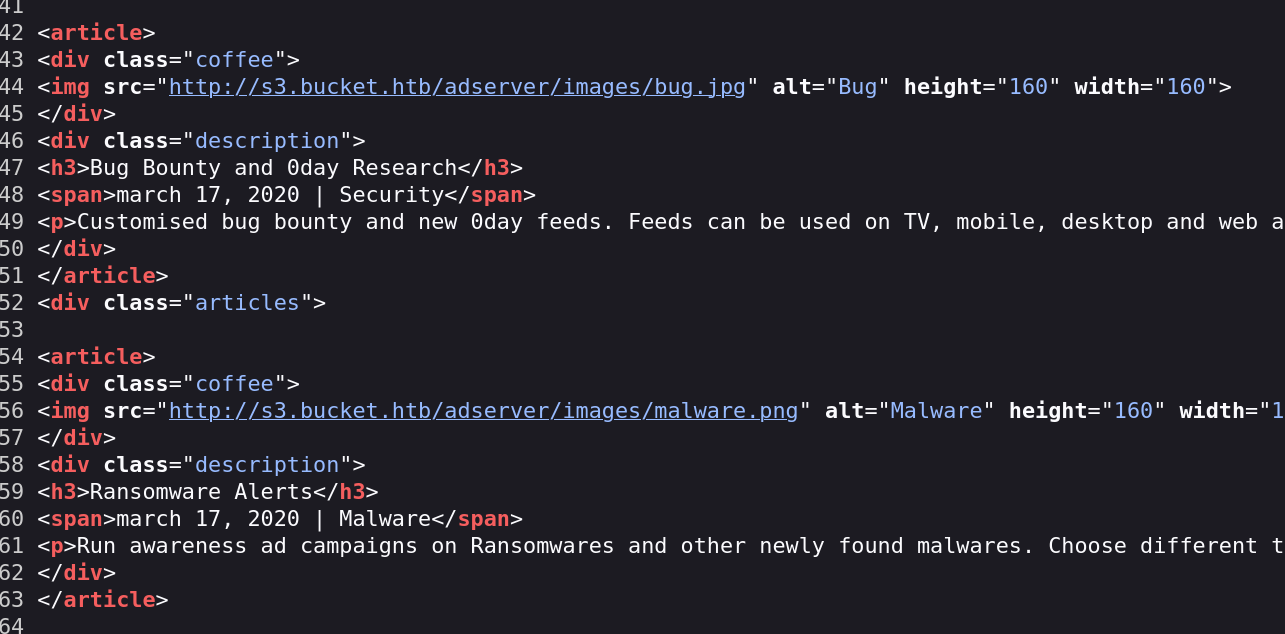 41
42 <article>
43 <div class="coffee">
44 <img src="http://s3.bucket.htb/adserver/images/bug.jpg" alt="Bug" height="160" width="160">
45 </div>
46 <div class="description">
47 <h3>Bug Bounty and 0day Research</h3>
48 <span>march 17, 2020 | Security</span>
49 <p>Customised bug bounty and new 0day feeds. Feeds can be used on TV, mobile, desktop and web a
50 </div>
51 </article>
52 <div class="articles">
53
54 <article>
55 <div class="coffee">
56 <img src="http://s3.bucket.htb/adserver/images/malware.png" alt="Malware" height="160" width="1
57 </div>
58 <div class="description">
59 <h3>Ransomware Alerts</h3>
60 <span>march 17, 2020 | Malware</span>
61 <p>Run awareness ad campaigns on Ransomwares and other newly found malwares. Choose different t
62 </div>
63 </article>
64